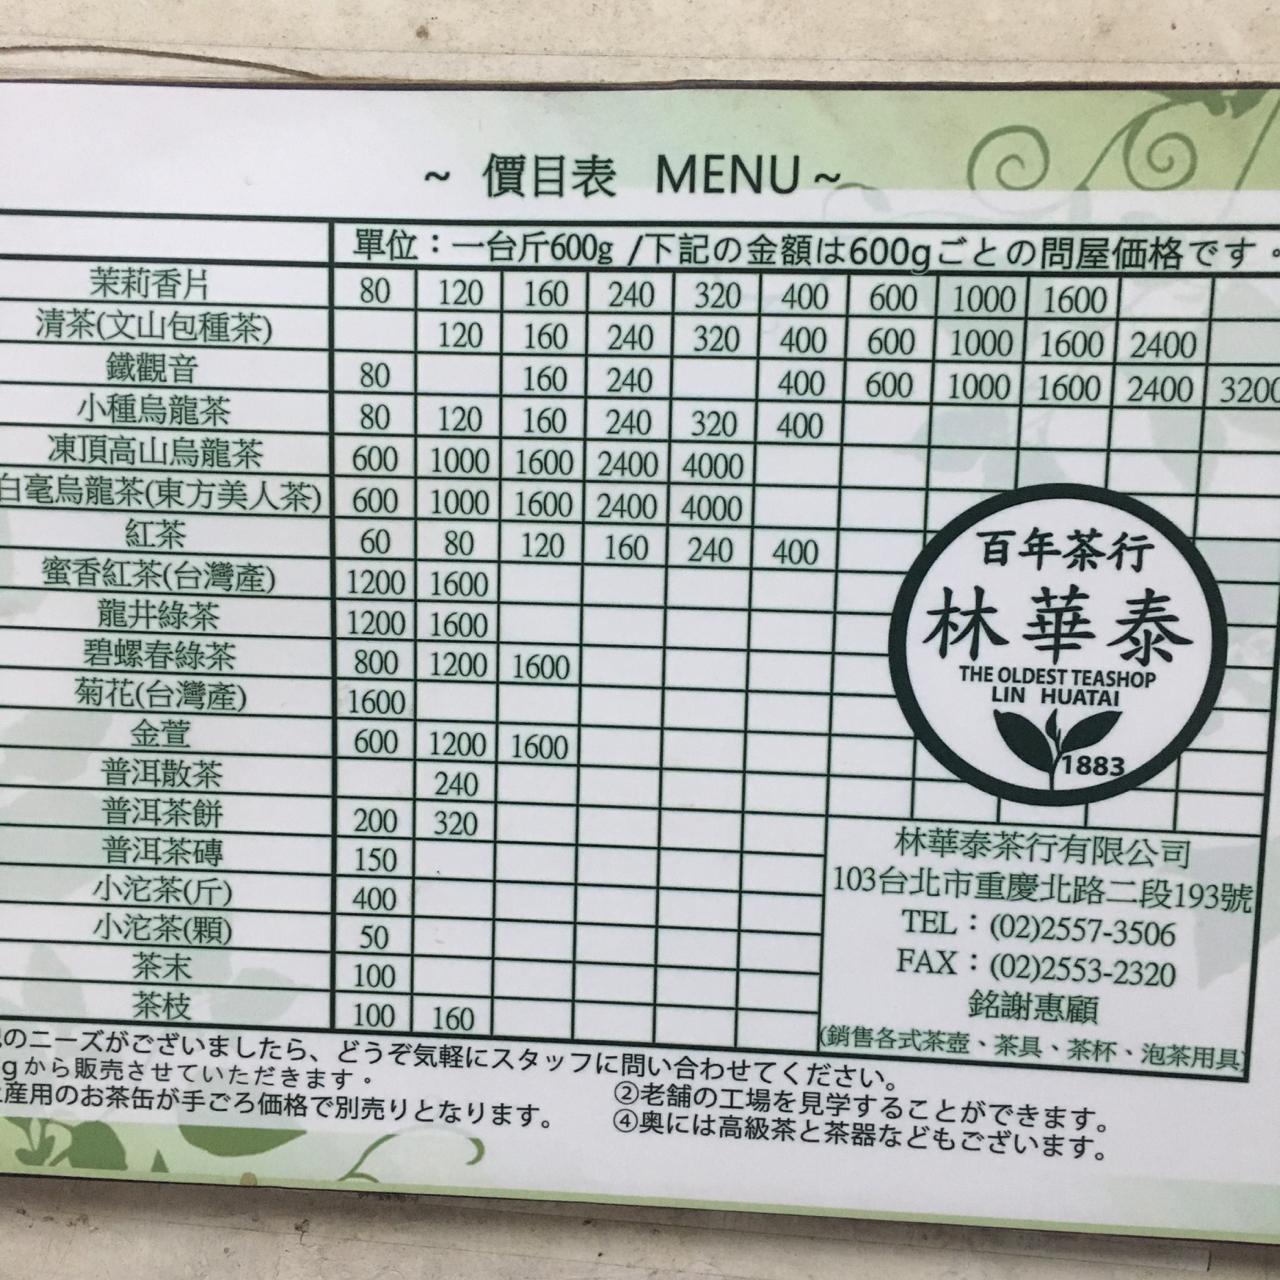 ~ 價目表 MENU ~
單位：一台斤600g /下記の金額は600gごとの問屋価格です。
茉莉香片 80 120 160 240 320 400 600 1000 1600
清茶(文山包種茶) 120 160 240 320 400 600 1000 1600 2400
鐵觀音 80 160 240 400 600 1000 1600 2400 3200
小種烏龍茶 80 120 160 240 320 400
凍頂高山烏龍茶 600 1000 1600 2400 4000
白毫烏龍茶(東方美人茶) 600 1000 1600 2400 4000
紅茶 60 80 120 160 240 400
蜜香紅茶(台灣產) 1200 1600
龍井綠茶 1200 1600
碧螺春綠茶 800 1200 1600
菊花(台灣產) 1600
金萱 600 1200 1600
普洱散茶 240
普洱茶餅 200 320
普洱茶磚 150
小沱茶(斤) 400
小沱茶(顆) 50
茶末 100
茶枝 100 160
百年茶行
林華泰
THE OLDEST TEASHOP
LIN HUATAI
1883
林華泰茶行有限公司
103台北市重慶北路二段193號
TEL：(02)2557-3506
FAX：(02)2553-2320
銘謝惠顧
(銷售各式茶壺、茶具、茶杯、泡茶用具)
のニーズがございましたら、どうぞ気軽にスタッフに問い合わせてください。
gから販売させていただきます。
②老舗の工場を見学することができます。
産用のお茶缶が手ごろ価格で別売りとなります。
④奥には高級茶と茶器などもございます。